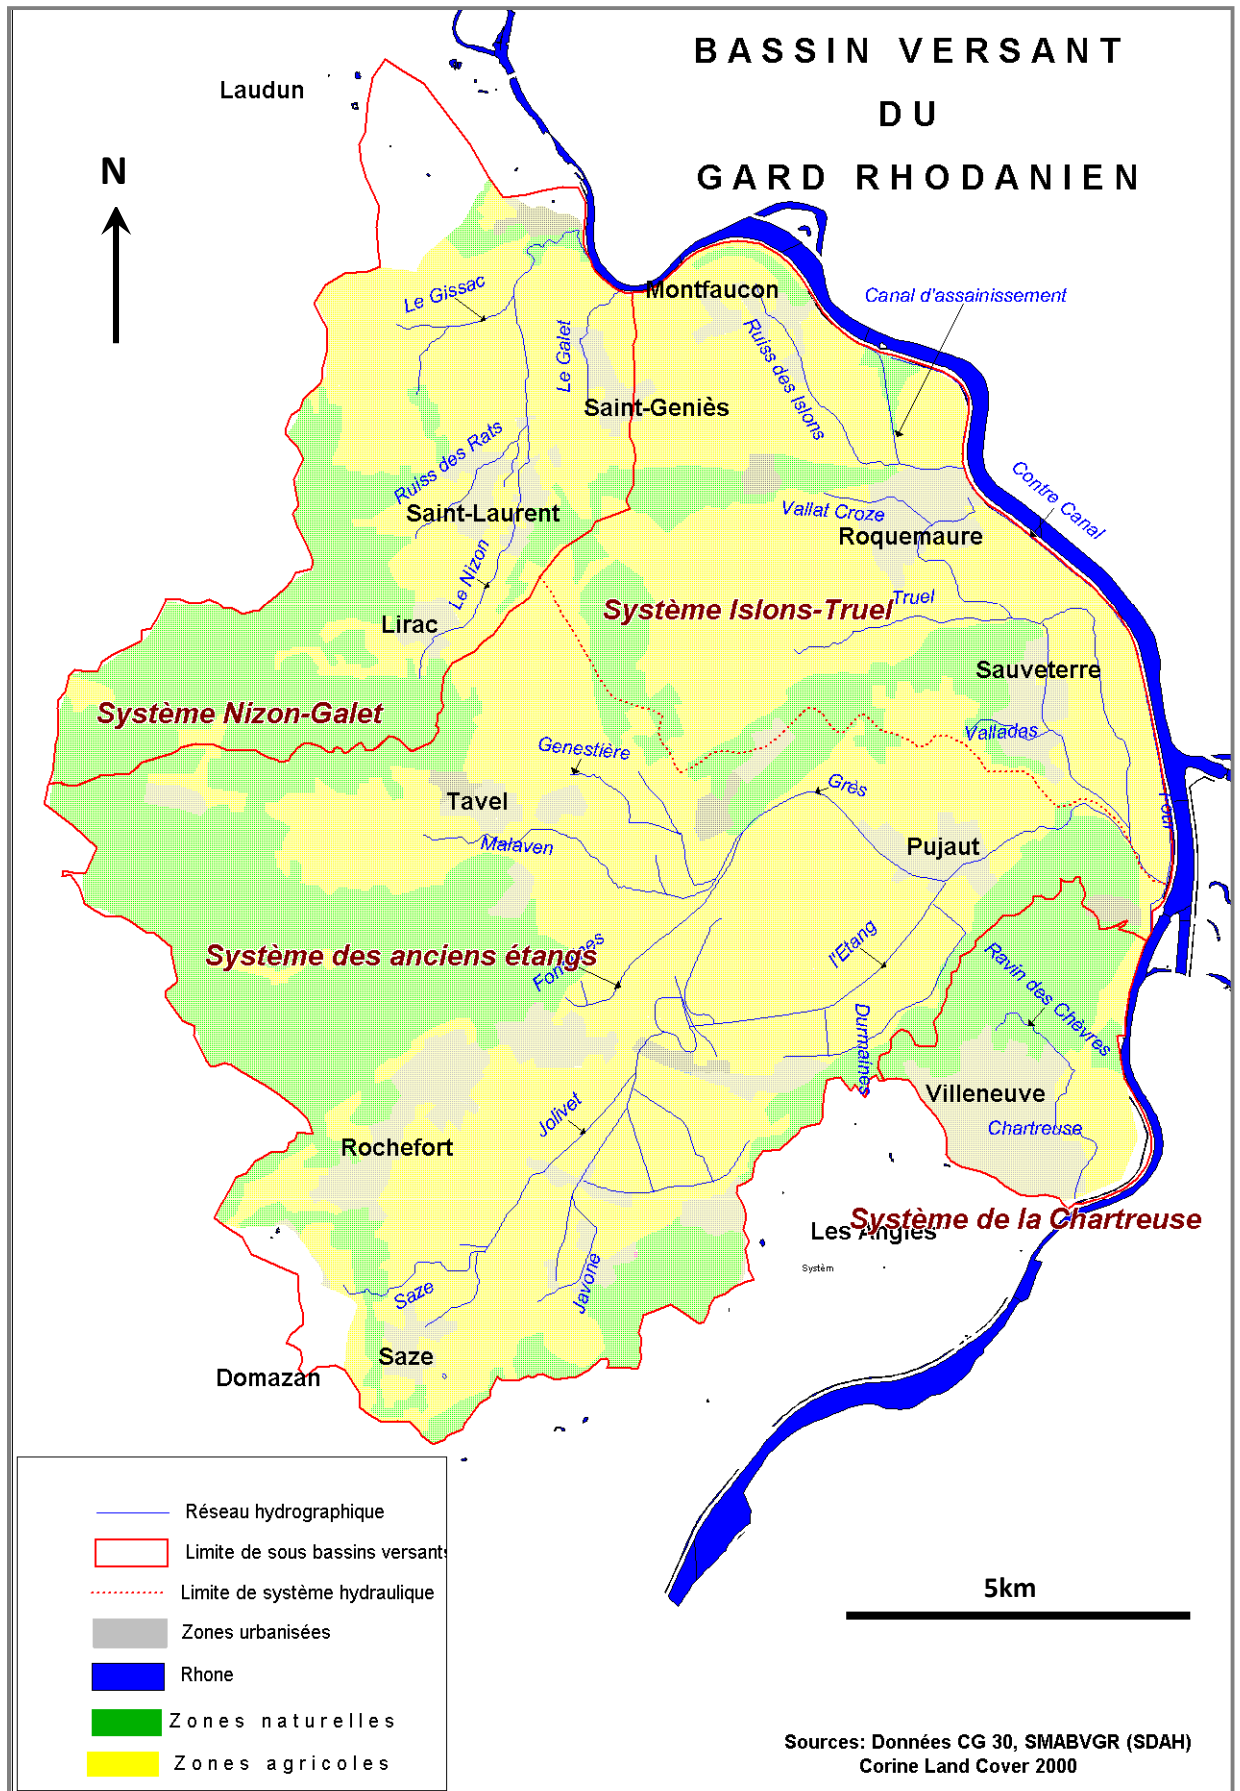 BASSIN VERSANT
DU
GARD RHODANIEN
Laudun
N
Le Gissac
Montfaucon
Canal d'assainissement
Le Galet
Ruiss des Islons
Saint-Geniès
Ruiss des Rats
Contre Canal
Saint-Laurent
Vallat Croze
Roquemaure
Le Nizon
Système Islons-Truel
Truel
Lirac
Sauveterre
Système Nizon-Galet
Valladas
Genestière
Grès
Tavel
Malaven
Pujaut
Système des anciens étangs
l'Etang
Ravin des Chèvres
Durmaines
Villeneuve
Jolivet
Chartreuse
Rochefort
Système de la Chartreuse
Les Angles
Systèm
Javone
Saze
Saze
Domazan
Réseau hydrographique
Limite de sous bassins versants
Limite de système hydraulique
Zones urbanisées
Rhone
Zones naturelles
Zones agricoles
5km
Sources: Données CG 30, SMABVGR (SDAH)
Corine Land Cover 2000